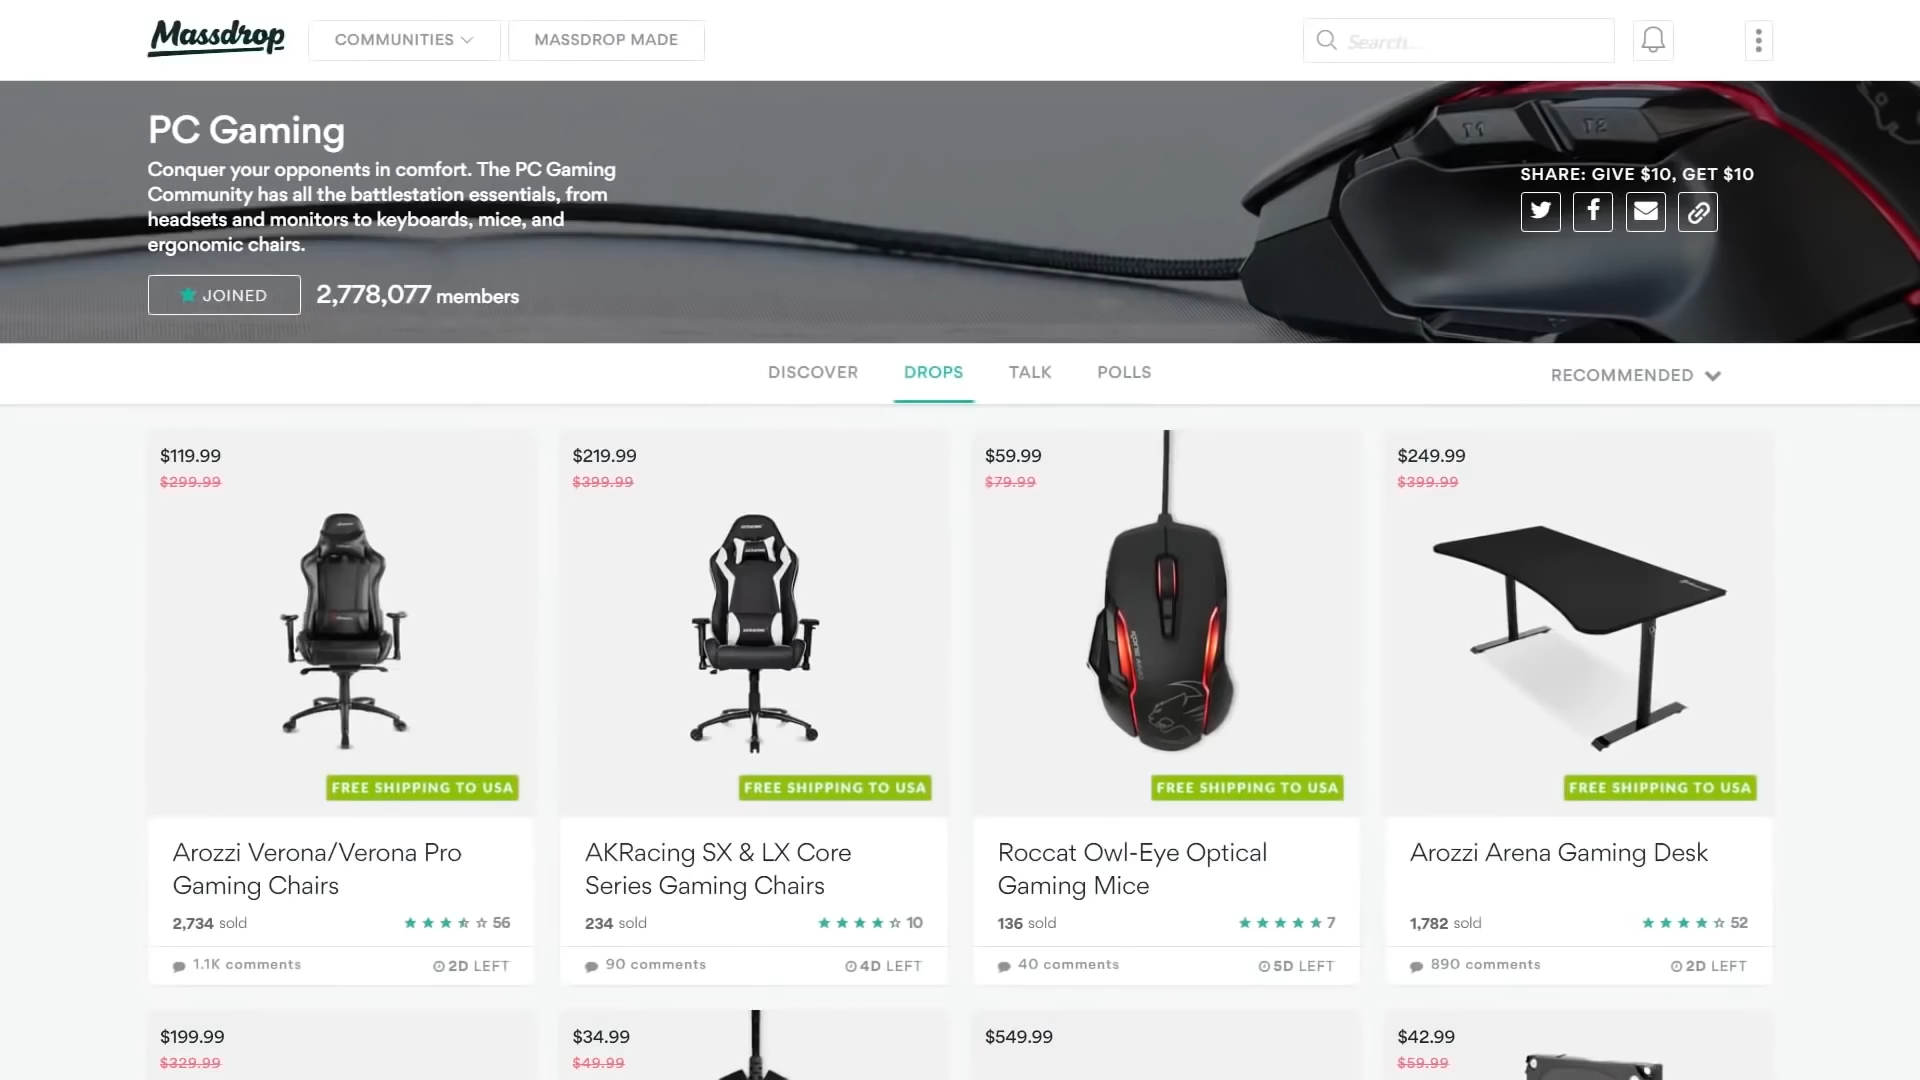 Massdrop
COMMUNITIES
MASSDROP MADE
Search...
PC Gaming
Conquer your opponents in comfort. The PC Gaming
Community has all the battlestation essentials, from
headsets and monitors to keyboards, mice, and
ergonomic chairs.
JOINED
2,778,077 members
T1
T2
SHARE: GIVE $10, GET $10
DISCOVER
DROPS
TALK
POLLS
RECOMMENDED
$119.99
$299.99
FREE SHIPPING TO USA
Arozzi Verona/Verona Pro
Gaming Chairs
2,734 sold
56
1.1K comments
2D LEFT
$219.99
$399.99
FREE SHIPPING TO USA
AKRacing SX & LX Core
Series Gaming Chairs
234 sold
10
90 comments
4D LEFT
$59.99
$79.99
FREE SHIPPING TO USA
Roccat Owl-Eye Optical
Gaming Mice
136 sold
7
40 comments
5D LEFT
$249.99
$399.99
FREE SHIPPING TO USA
Arozzi Arena Gaming Desk
1,782 sold
52
890 comments
2D LEFT
$199.99
$329.99
$34.99
$49.99
$549.99
$42.99
$59.99